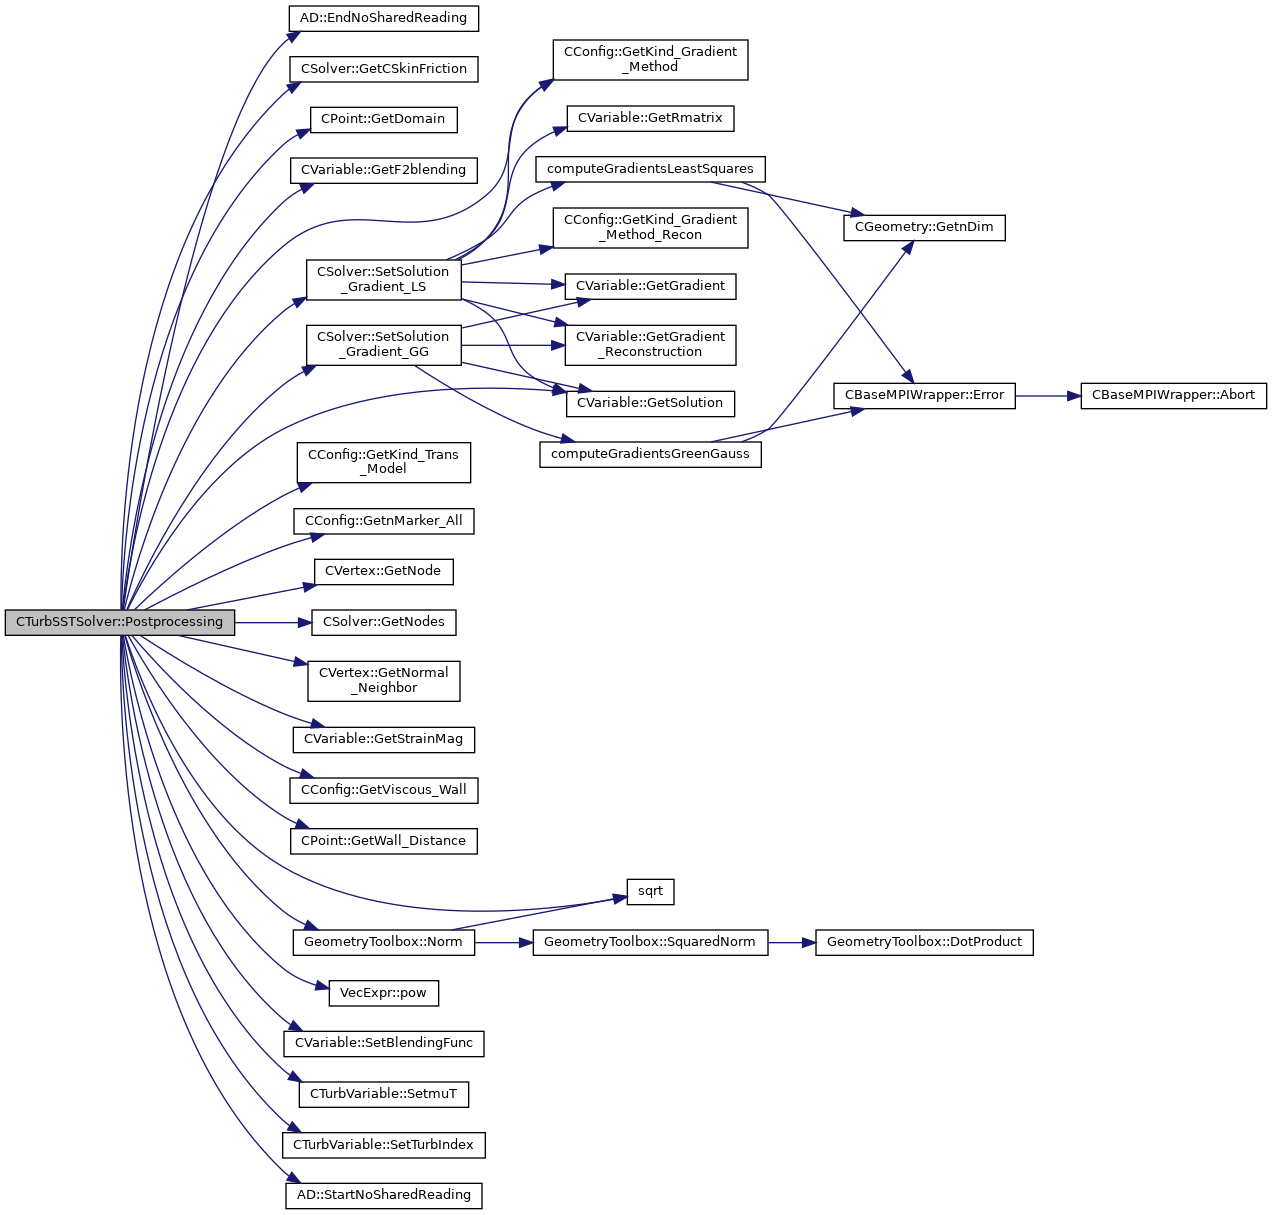 AD::EndNoSharedReading
CSolver::GetCSkinFriction
CPoint::GetDomain
CVariable::GetF2blending
CConfig::GetKind_Gradient
_Method
CVariable::GetRmatrix
computeGradientsLeastSquares
CConfig::GetKind_Gradient
_Method_Recon
CGeometry::GetnDim
CSolver::SetSolution
_Gradient_LS
CVariable::GetGradient
CSolver::SetSolution
_Gradient_GG
CVariable::GetGradient
_Reconstruction
CVariable::GetSolution
CBaseMPIWrapper::Error
CBaseMPIWrapper::Abort
computeGradientsGreenGauss
CConfig::GetKind_Trans
_Model
CConfig::GetnMarker_All
CVertex::GetNode
CTurbSSTSolver::Postprocessing
CSolver::GetNodes
CVertex::GetNormal
_Neighbor
CVariable::GetStrainMag
CConfig::GetViscous_Wall
CPoint::GetWall_Distance
sqrt
GeometryToolbox::Norm
GeometryToolbox::SquaredNorm
GeometryToolbox::DotProduct
VecExpr::pow
CVariable::SetBlendingFunc
CTurbVariable::SetmuT
CTurbVariable::SetTurbIndex
AD::StartNoSharedReading